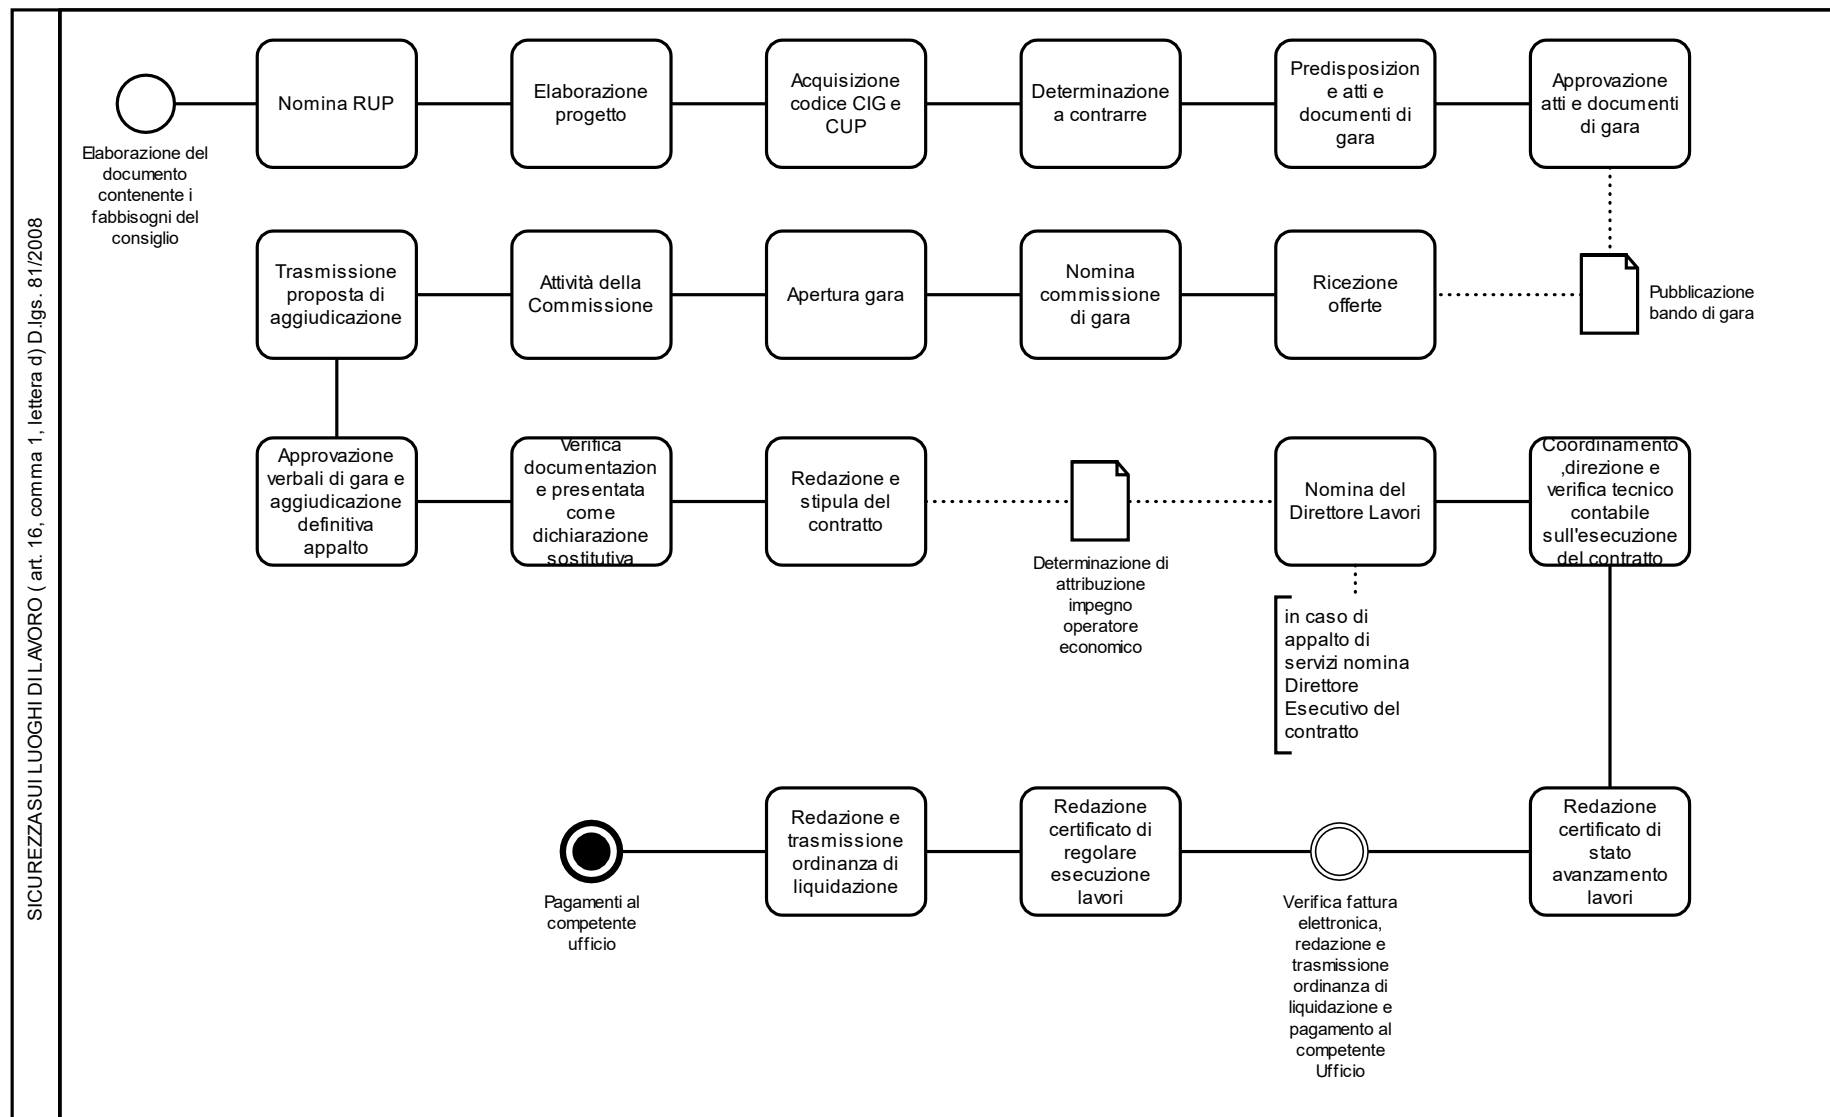 SICUREZZA SUI LUOGHI DI LAVORO ( art. 16, comma 1, lettera d) D.lgs. 81/2008
Elaborazione del
documento
contenente i
fabbisogni del
consiglio
Nomina RUP
Elaborazione
progetto
Acquisizione
codice CIG e
CUP
Determinazione
a contrarre
Predisposizion
e atti e
documenti di
gara
Approvazione
atti e documenti
di gara
Pubblicazione
bando di gara
Ricezione
offerte
Nomina
commissione
di gara
Apertura gara
Attività della
Commissione
Trasmissione
proposta di
aggiudicazione
Approvazione
verbali di gara e
aggiudicazione
definitiva
appalto
Verifica
documentazion
e presentata
come
dichiarazione
sostitutiva
Redazione e
stipula del
contratto
Determinazione di
attribuzione
impegno
operatore
economico
Nomina del
Direttore Lavori
in caso di
appalto di
servizi nomina
Direttore
Esecutivo del
contratto
Coordinamento
,direzione e
verifica tecnico
contabile
sull'esecuzione
del contratto
Redazione
certificato di
stato
avanzamento
lavori
Verifica fattura
elettronica,
redazione e
trasmissione
ordinanza di
liquidazione e
pagamento al
competente
Ufficio
Redazione
certificato di
regolare
esecuzione
lavori
Redazione e
trasmissione
ordinanza di
liquidazione
Pagamenti al
competente
ufficio